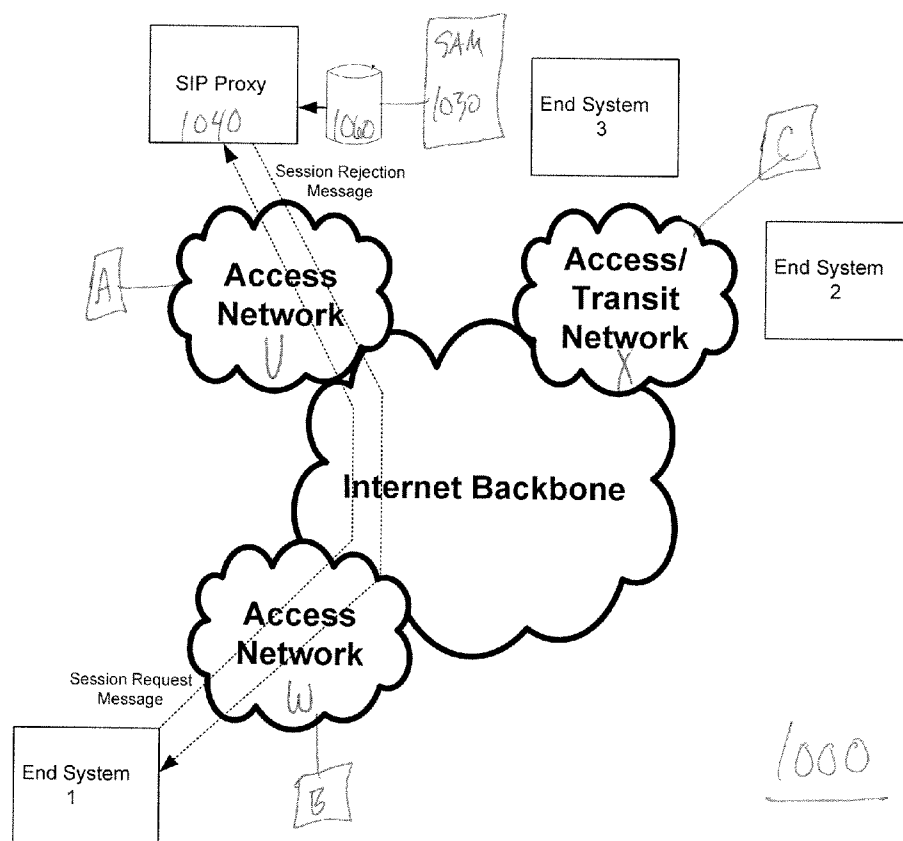 SIP Proxy
1040
1060
SAM
1030
End System
3
C
Session Rejection
Message
Access
Network
U
A
Access/
Transit
Network
X
End System
2
Internet Backbone
Access
Network
W
Session Request
Message
End System
1
B
1000